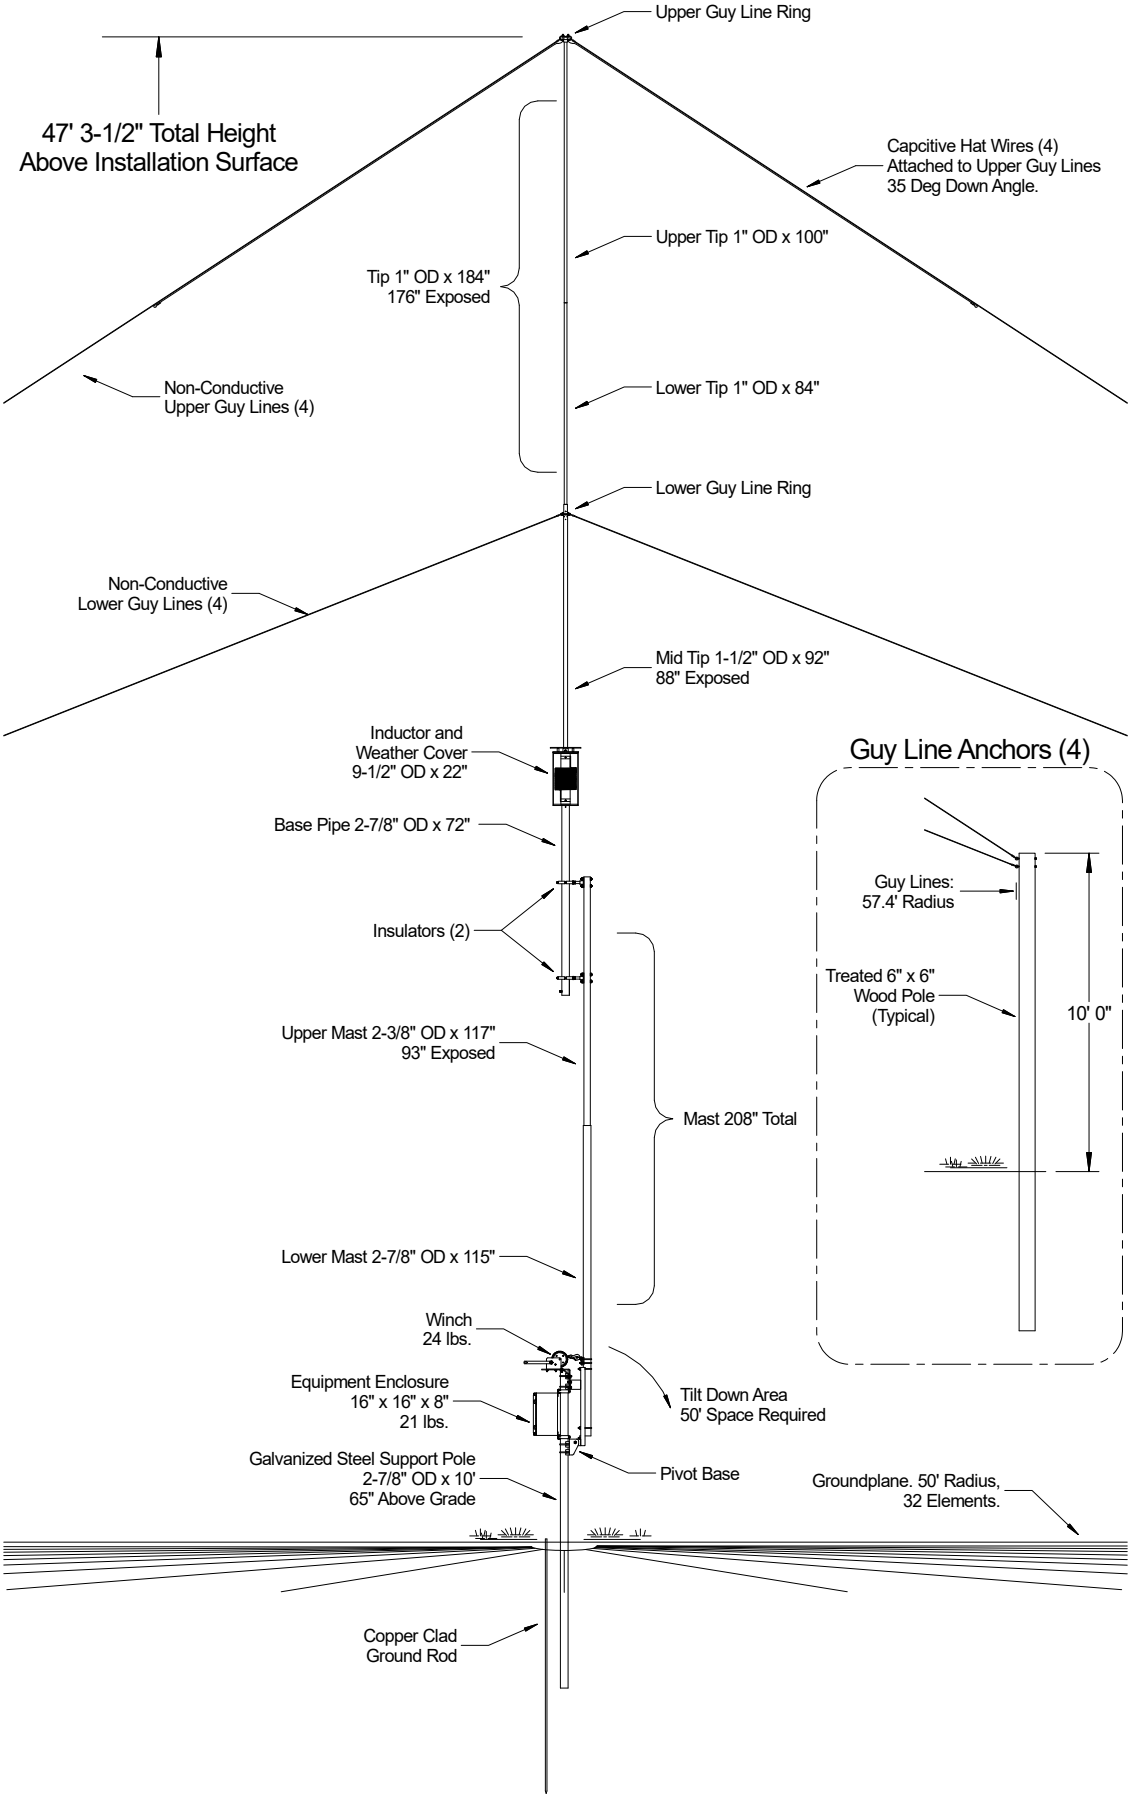 Upper Guy Line Ring
47' 3-1/2" Total Height
Above Installation Surface
Capcitive Hat Wires (4)
Attached to Upper Guy Lines
35 Deg Down Angle.
Upper Tip 1" OD x 100"
Tip 1" OD x 184"
176" Exposed
Non-Conductive
Upper Guy Lines (4)
Lower Tip 1" OD x 84"
Lower Guy Line Ring
Non-Conductive
Lower Guy Lines (4)
Mid Tip 1-1/2" OD x 92"
88" Exposed
Inductor and
Weather Cover
9-1/2" OD x 22"
Guy Line Anchors (4)
Base Pipe 2-7/8" OD x 72"
Guy Lines:
57.4' Radius
Insulators (2)
Treated 6" x 6"
Wood Pole
(Typical)
10' 0"
Upper Mast 2-3/8" OD x 117"
93" Exposed
Mast 208" Total
Lower Mast 2-7/8" OD x 115"
Winch
24 lbs.
Equipment Enclosure
16" x 16" x 8"
21 lbs.
Tilt Down Area
50' Space Required
Galvanized Steel Support Pole
2-7/8" OD x 10'
65" Above Grade
Pivot Base
Groundplane. 50' Radius,
32 Elements.
Copper Clad
Ground Rod